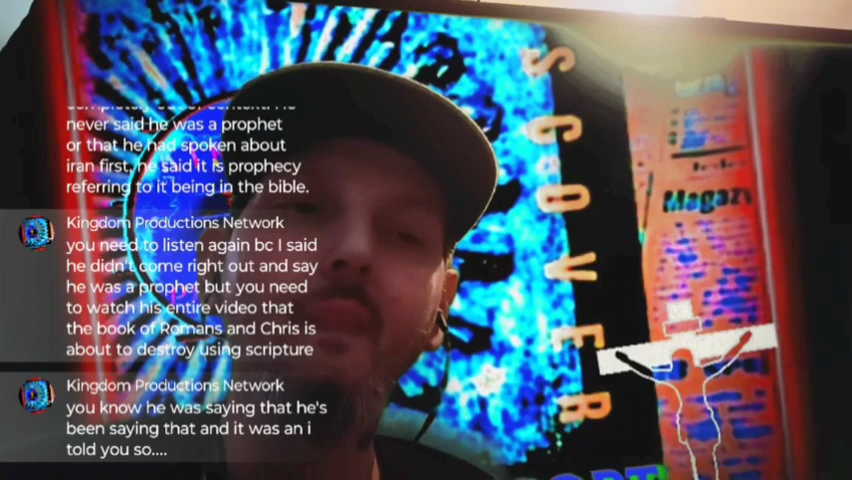 never said he was a prophet
or that he had spoken about
iran first, he said it is prophecy
referring to it being in the bible.
Kingdom Productions Network
you need to listen again bc I said
he didn't come right out and say
he was a prophet but you need
to watch his entire video that
the book of Romans and Chris is
about to destroy using scripture
Kingdom Productions Network
you know he was saying that he's
been saying that and it was an i
told you so....
SCOVER
Megazi